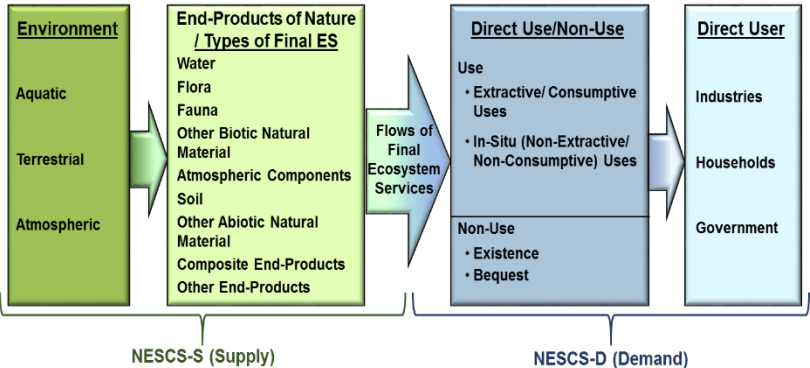 Environment
Aquatic
Terrestrial
Atmospheric
End-Products of Nature
/ Types of Final ES
Water
Flora
Fauna
Other Biotic Natural
Material
Atmospheric Components
Soil
Other Abiotic Natural
Material
Composite End-Products
Other End-Products
Flows of
Final
Ecosystem
Services
Direct Use/Non-Use
Use
• Extractive/ Consumptive
Uses
• In-Situ (Non-Extractive/
Non-Consumptive) Uses
Non-Use
• Existence
• Bequest
Direct User
Industries
Households
Government
NESCS-S (Supply)
NESCS-D (Demand)